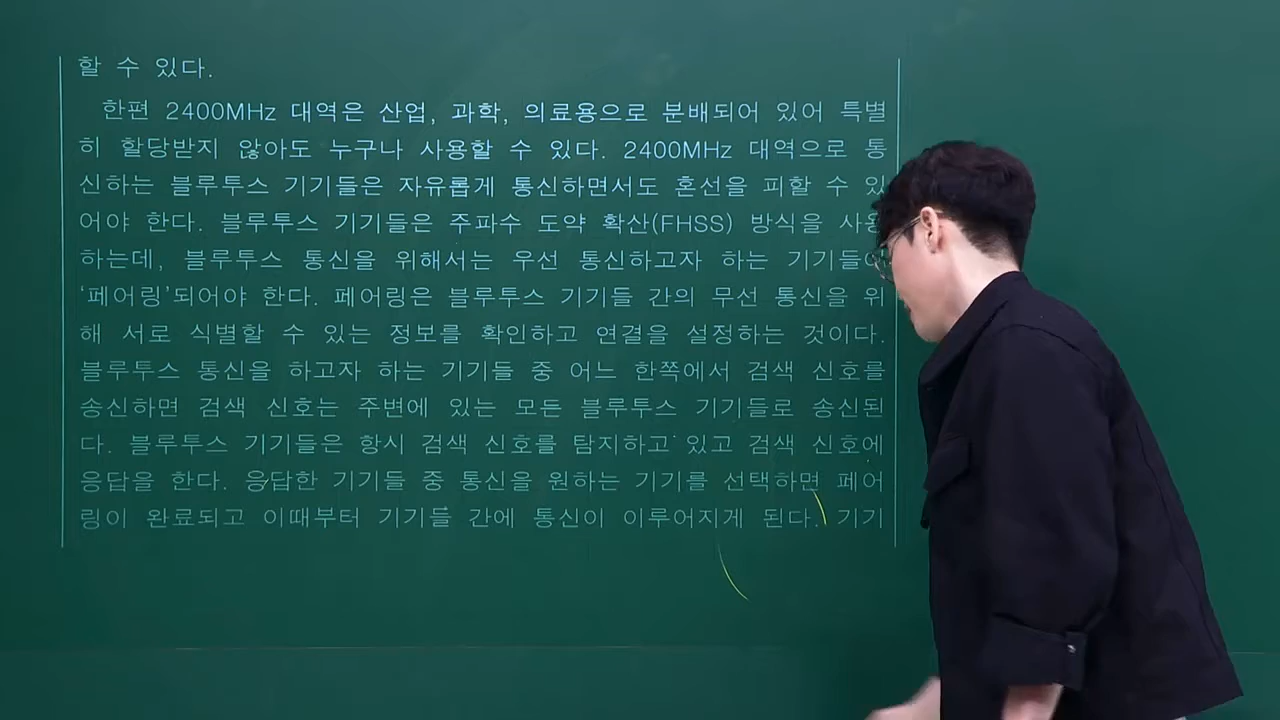 할 수 있다.
한편 2400MHz 대역은 산업, 과학, 의료용으로 분배되어 있어 특별
히 할당받지 않아도 누구나 사용할 수 있다. 2400MHz 대역으로 통
신하는 블루투스 기기들은 자유롭게 통신하면서도 혼선을 피할 수 있
어야 한다. 블루투스 기기들은 주파수 도약 확산(FHSS) 방식을 사용
하는데, 블루투스 통신을 위해서는 우선 통신하고자 하는 기기들이
‘페어링’되어야 한다. 페어링은 블루투스 기기들 간의 무선 통신을 위
해 서로 식별할 수 있는 정보를 확인하고 연결을 설정하는 것이다.
블루투스 통신을 하고자 하는 기기들 중 어느 한쪽에서 검색 신호를
송신하면 검색 신호는 주변에 있는 모든 블루투스 기기들로 송신된
다. 블루투스 기기들은 항시 검색 신호를 탐지하고 있고 검색 신호에
응답을 한다. 응답한 기기들 중 통신을 원하는 기기를 선택하면 페어
링이 완료되고 이때부터 기기들 간에 통신이 이루어지게 된다. 기기